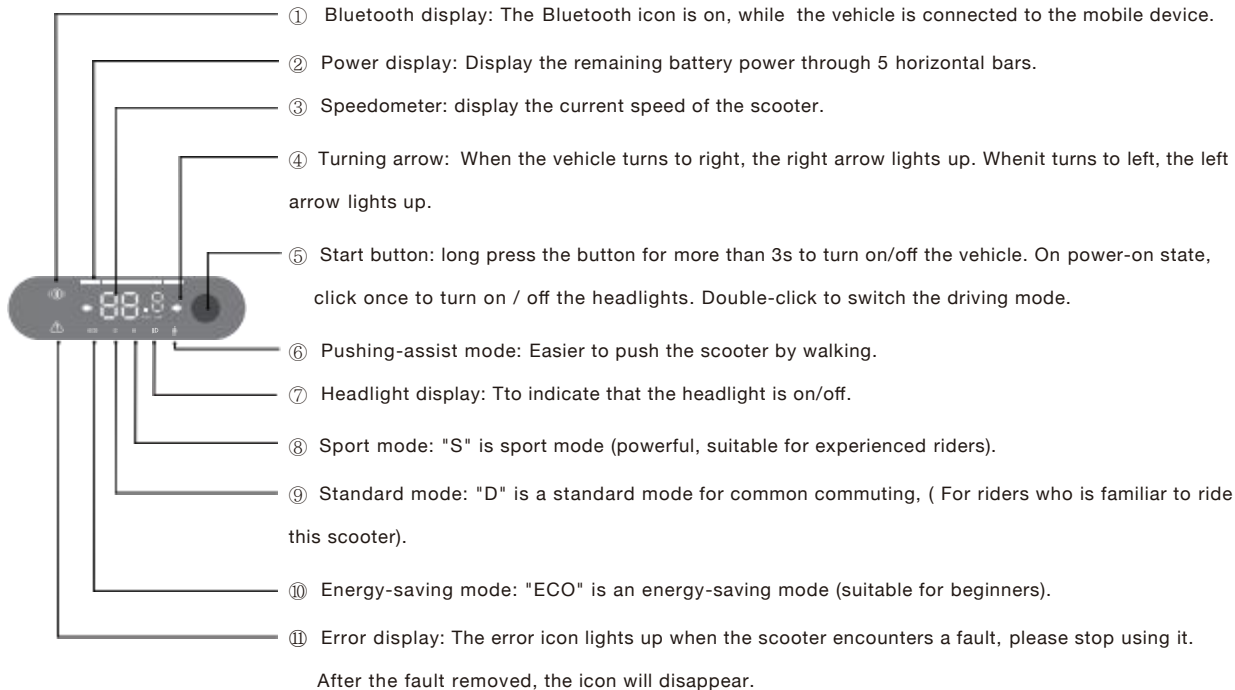 ① Bluetooth display: The Bluetooth icon is on, while the vehicle is connected to the mobile device.
② Power display: Display the remaining battery power through 5 horizontal bars.
③ Speedometer: display the current speed of the scooter.
④ Turning arrow: When the vehicle turns to right, the right arrow lights up. Whenit turns to left, the left
arrow lights up.
⑤ Start button: long press the button for more than 3s to turn on/off the vehicle. On power-on state,
click once to turn on / off the headlights. Double-click to switch the driving mode.
88.8
⑥ Pushing-assist mode: Easier to push the scooter by walking.
⑦ Headlight display: Tto indicate that the headlight is on/off.
⑧ Sport mode: "S" is sport mode (powerful, suitable for experienced riders).
⑨ Standard mode: "D" is a standard mode for common commuting, ( For riders who is familiar to ride
this scooter).
⑩ Energy-saving mode: "ECO" is an energy-saving mode (suitable for beginners).
⑪ Error display: The error icon lights up when the scooter encounters a fault, please stop using it.
After the fault removed, the icon will disappear.